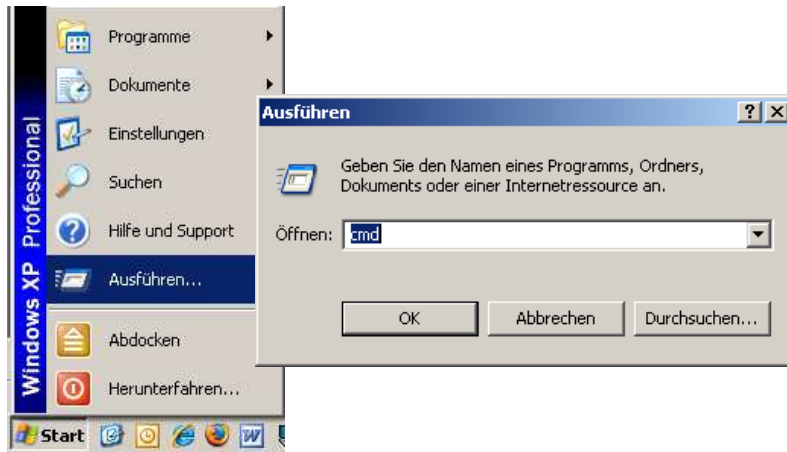 Windows XP Professional
Programme
Dokumente
Einstellungen
Suchen
Hilfe und Support
Ausführen...
Abdocken
Herunterfahren...
Start
Ausführen
Geben Sie den Namen eines Programms, Ordners,
Dokuments oder einer Internetressource an.
Öffnen: cmd
OK Abbrechen Durchsuchen...